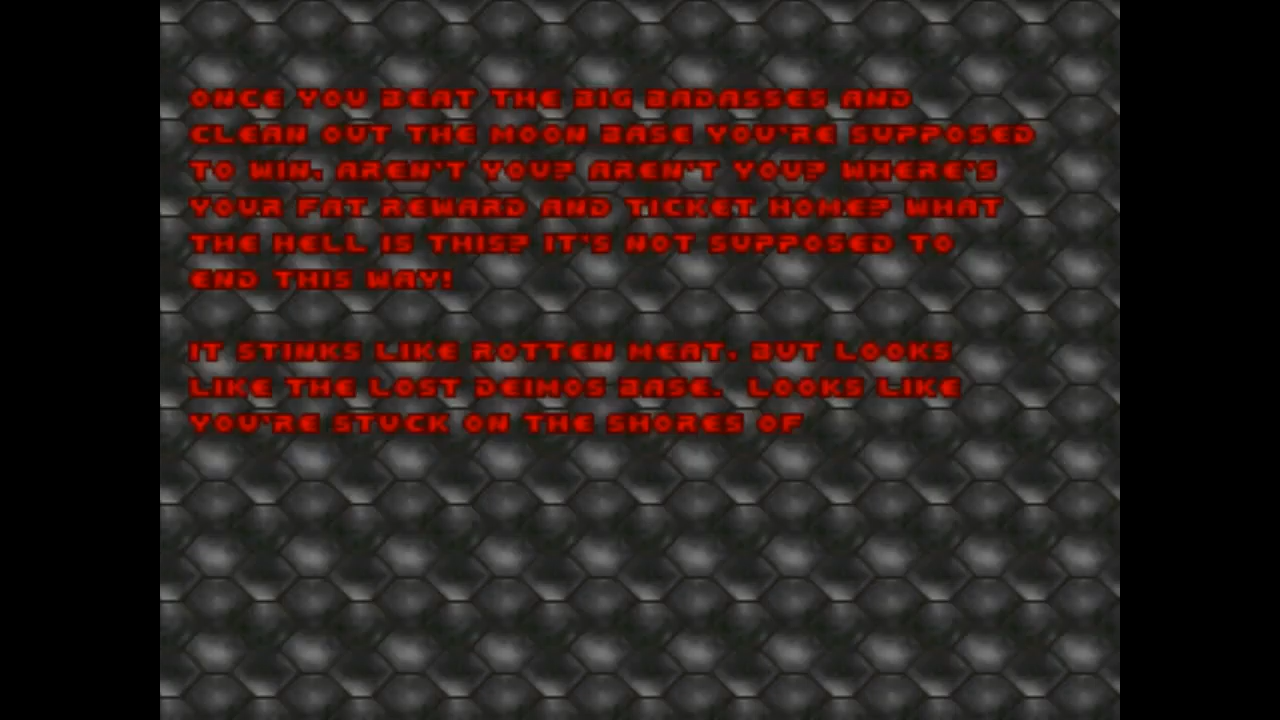 ONCE YOU BEAT THE BIG BADASSES AND
CLEAN OUT THE MOON BASE YOU'RE SUPPOSED
TO WIN, AREN'T YOU? AREN'T YOU? WHERE'S
YOUR FAT REWARD AND TICKET HOME? WHAT
THE HELL IS THIS? IT'S NOT SUPPOSED TO
END THIS WAY!
IT STINKS LIKE ROTTEN MEAT, BUT LOOKS
LIKE THE LOST DEIMOS BASE.  LOOKS LIKE
YOU'RE STUCK ON THE SHORES OF